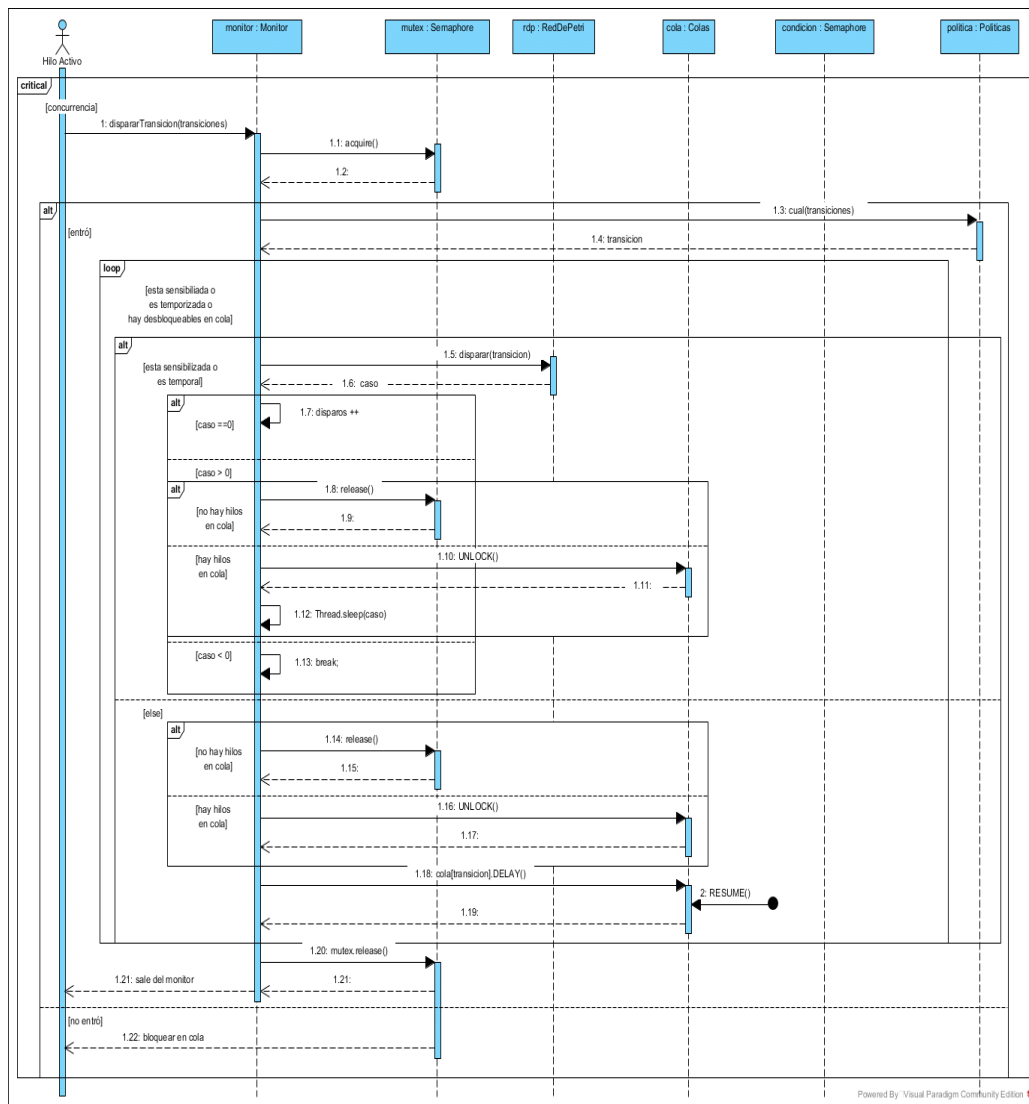 monitor : Monitor
mutex : Semaphore
rdp : RedDePetri
cola : Colas
condicion : Semaphore
politica : Politicas
Hilo Activo
critical
[concurrencia]
1: dispararTransicion(transiciones)
1.1: acquire()
1.2:
alt
1.3: cual(transiciones)
[entró]
1.4: transicion
loop
[esta sensibiliada o
es temporizada o
hay desbloqueables en cola]
alt
1.5: disparar(transicion)
[esta sensibilizada o
es temporal]
1.6: caso
alt
1.7: disparos ++
[caso ==0]
[caso > 0]
alt
1.8: release()
[no hay hilos
en cola]
1.9:
1.10: UNLOCK()
[hay hilos
en cola]
1.11:
1.12: Thread.sleep(caso)
[caso < 0]
1.13: break;
[else]
alt
1.14: release()
[no hay hilos
en cola]
1.15:
1.16: UNLOCK()
[hay hilos
en cola]
1.17:
1.18: cola[transicion].DELAY()
2: RESUME()
1.19:
1.20: mutex.release()
1.21: sale del monitor
1.21:
[no entró]
1.22: bloquear en cola
Powered By Visual Paradigm Community Edition